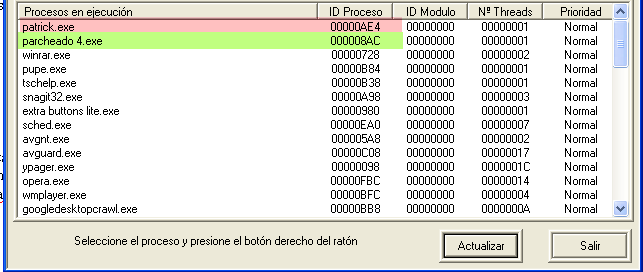 Procesos en ejecución ID Proceso ID Modulo Nº Threads Prioridad
patrick.exe 00000AE4 00000000 00000001 Normal
parcheado 4.exe 000008AC 00000000 00000001 Normal
winrar.exe 00000728 00000000 00000002 Normal
pupe.exe 00000B84 00000000 00000001 Normal
tschelp.exe 00000B38 00000000 00000001 Normal
snagit32.exe 00000A98 00000000 00000003 Normal
extra buttons lite.exe 00000980 00000000 00000001 Normal
sched.exe 00000EA0 00000000 00000007 Normal
avgnt.exe 000005A8 00000000 00000002 Normal
avguard.exe 00000C08 00000000 00000017 Normal
ypager.exe 00000098 00000000 0000001C Normal
opera.exe 00000FBC 00000000 00000014 Normal
wmplayer.exe 00000BFC 00000000 00000004 Normal
googledesktopcrawl.exe 00000BB8 00000000 0000000A Normal
Seleccione el proceso y presione el botón derecho del ratón
Actualizar Salir